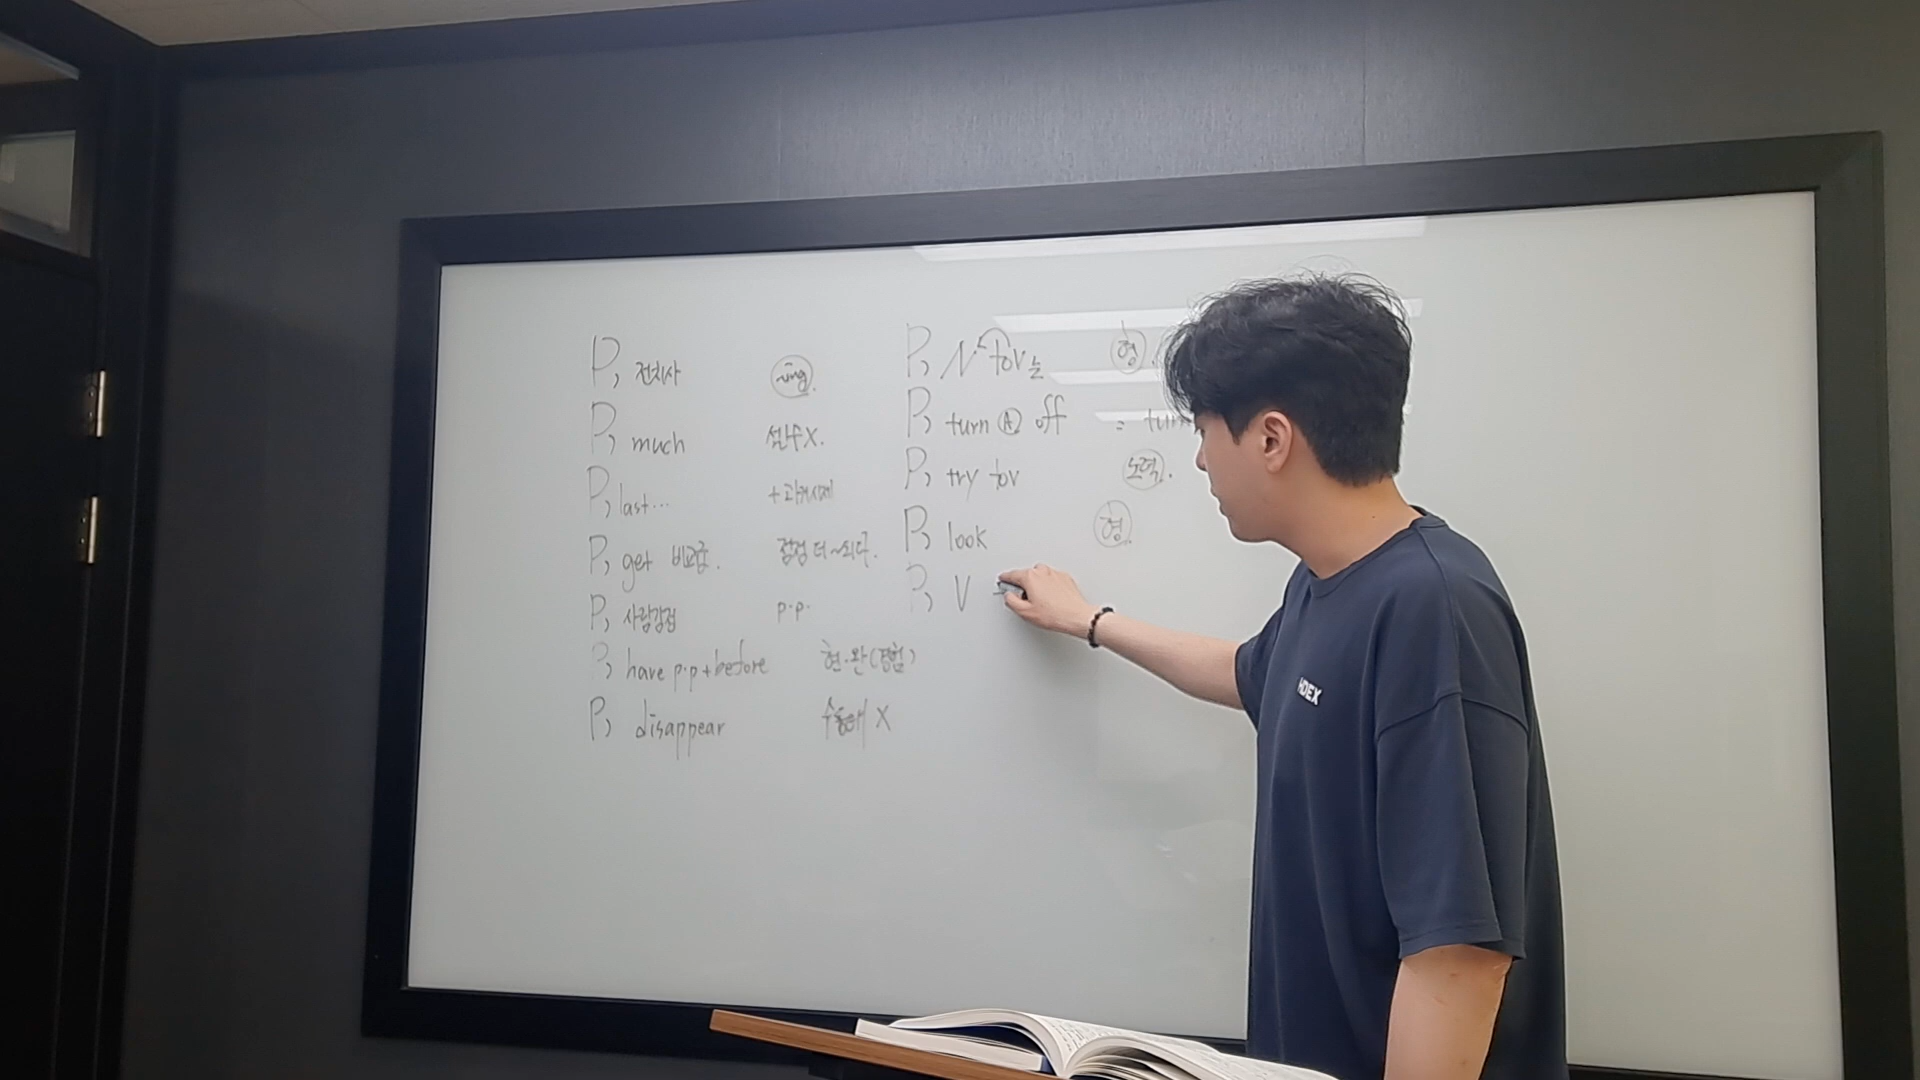 P, 전치사 ~ing.
P, much 셀 수 X.
P, last... + 과거시제
P, get 비교급. 점점 더 ~되다.
P, 사람감정 p.p.
P, have p.p + before 현.완(경험)
P, disappear 수동태 X
P, N toV는 형.
P, turn Ⓐ off = turn
P, try toV 노력.
P, look 형
P, V
HDEX